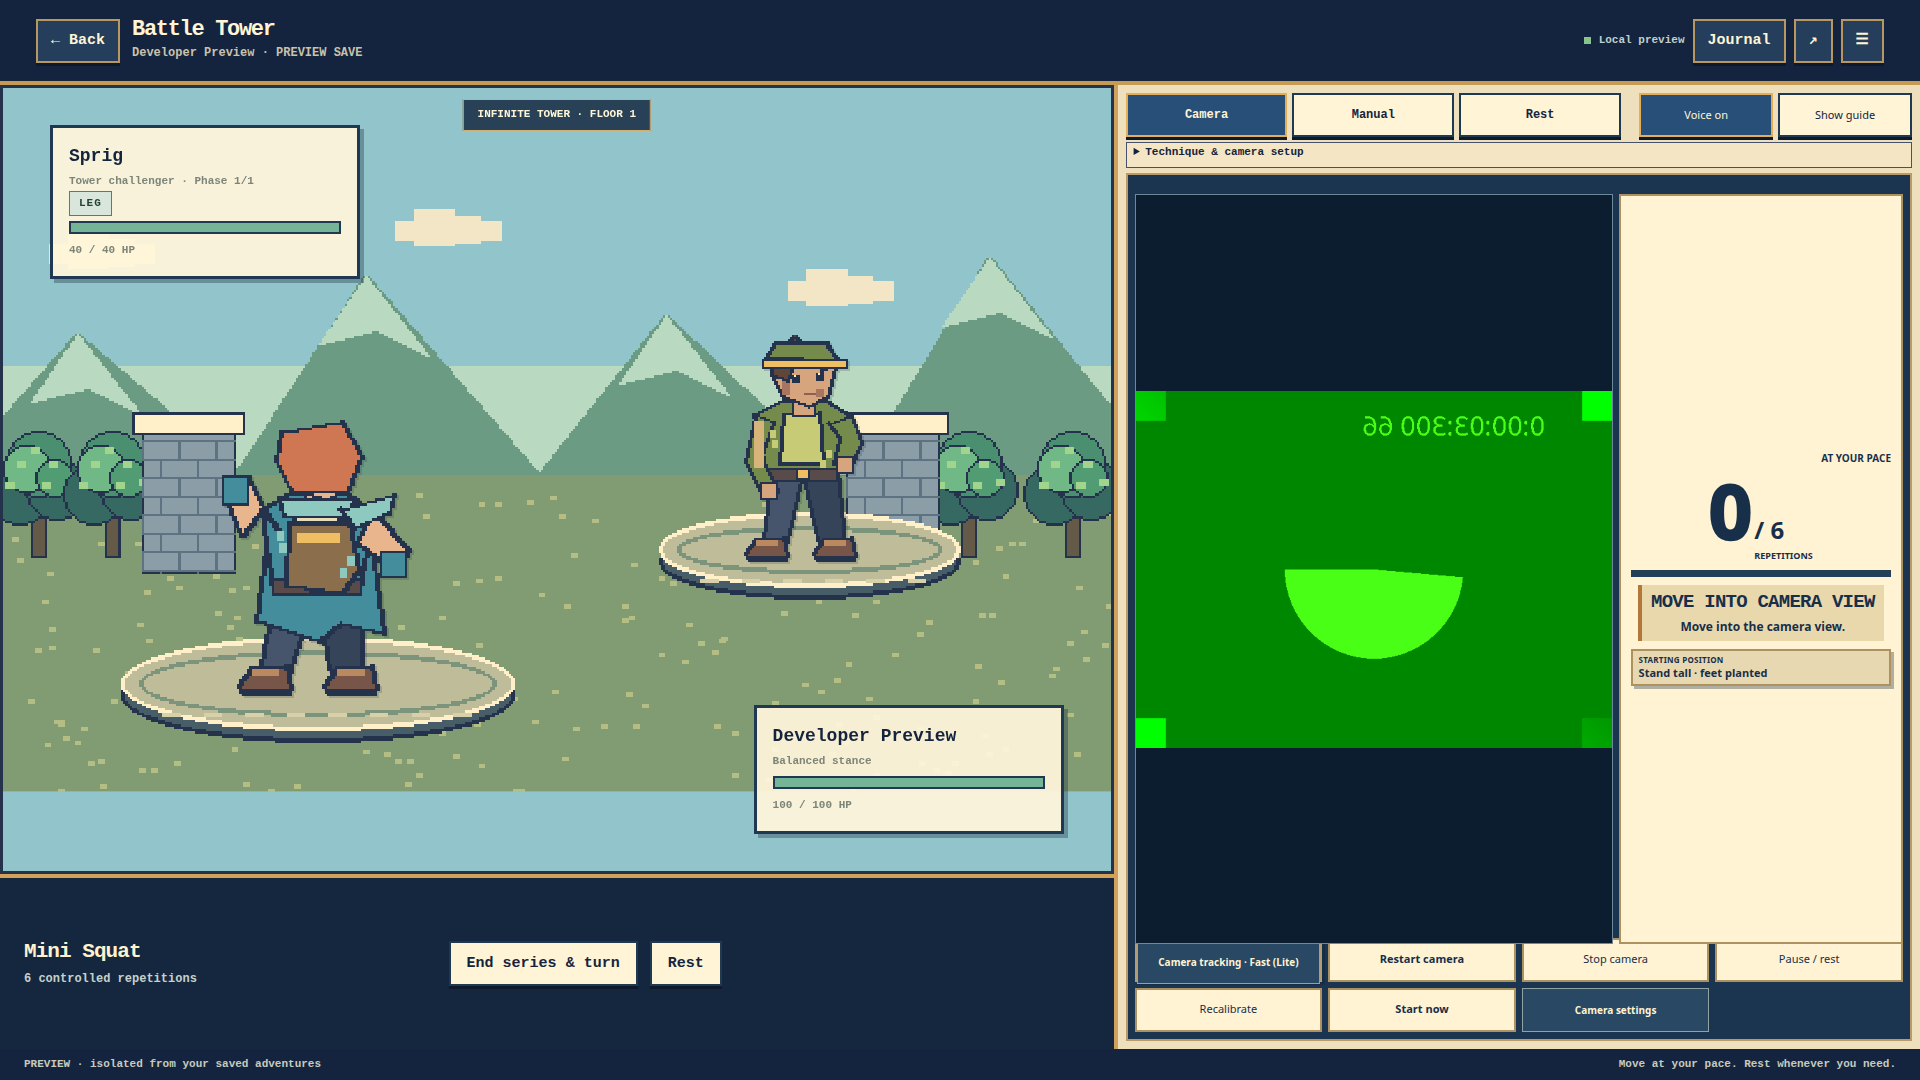 ← Back
Battle Tower
Developer Preview · PREVIEW SAVE
Local preview
Journal
↗
☰
INFINITE TOWER · FLOOR 1
Sprig
Tower challenger · Phase 1/1
LEG
40 / 40 HP
Developer Preview
Balanced stance
100 / 100 HP
Mini Squat
6 controlled repetitions
End series & turn
Rest
Camera
Manual
Rest
Voice on
Show guide
▶ Technique & camera setup
0:00:03:300 66
AT YOUR PACE
0 / 6
REPETITIONS
MOVE INTO CAMERA VIEW
Move into the camera view.
STARTING POSITION
Stand tall · feet planted
Camera tracking · Fast (Lite)
Restart camera
Stop camera
Pause / rest
Recalibrate
Start now
Camera settings
PREVIEW · isolated from your saved adventures
Move at your pace. Rest whenever you need.